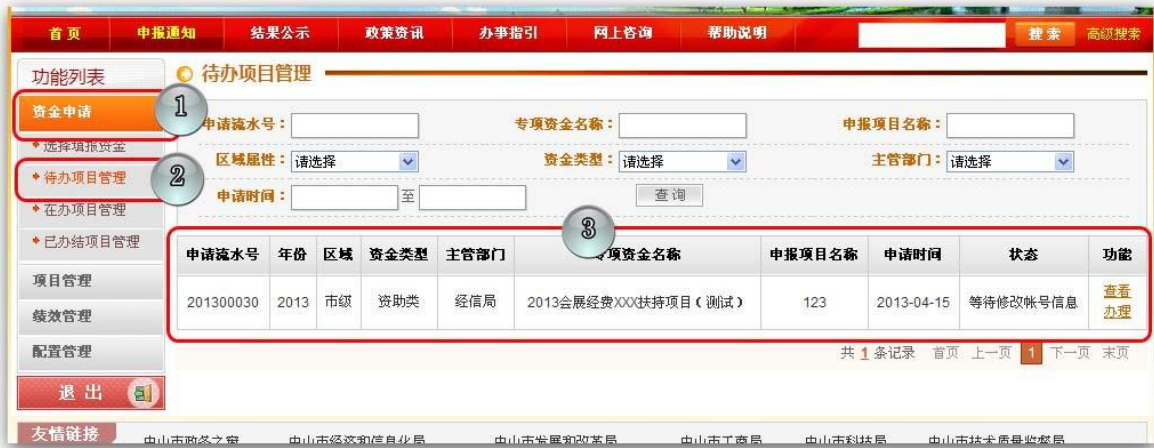 首 页 申报通知 结果公示 政策资讯 办事指引 网上咨询 帮助说明 搜 索 高级搜索
功能列表
资金申请
选择填报资金
待办项目管理
在办项目管理
已办结项目管理
项目管理
绩效管理
配置管理
退 出
待办项目管理
1
申请流水号： 专项资金名称： 申报项目名称：
区域属性： 请选择 资金类型： 请选择 主管部门： 请选择
2
申请时间： 至 查 询
3
申请流水号 年份 区域 资金类型 主管部门 专项资金名称 申报项目名称 申请时间 状态 功能
201300030 2013 市级 资助类 经信局 2013会展经费XXX扶持项目（测试） 123 2013-04-15 等待修改帐号信息 查看
办理
共 1 条记录 首页 上一页 1 下一页 末页
友情链接 中山市政务之窗 中山市经济和信息化局 中山市发展和改革局 中山市工商局 中山市科技局 中山市技术质量监督局